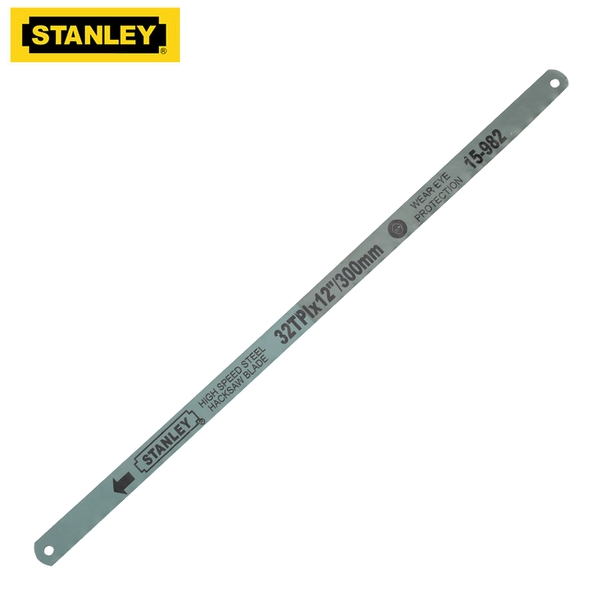 STANLEY®
STANLEY®
HIGH SPEED STEEL
HACKSAW BLADE
32TPIx12"/300mm
WEAR EYE
PROTECTION
15-982